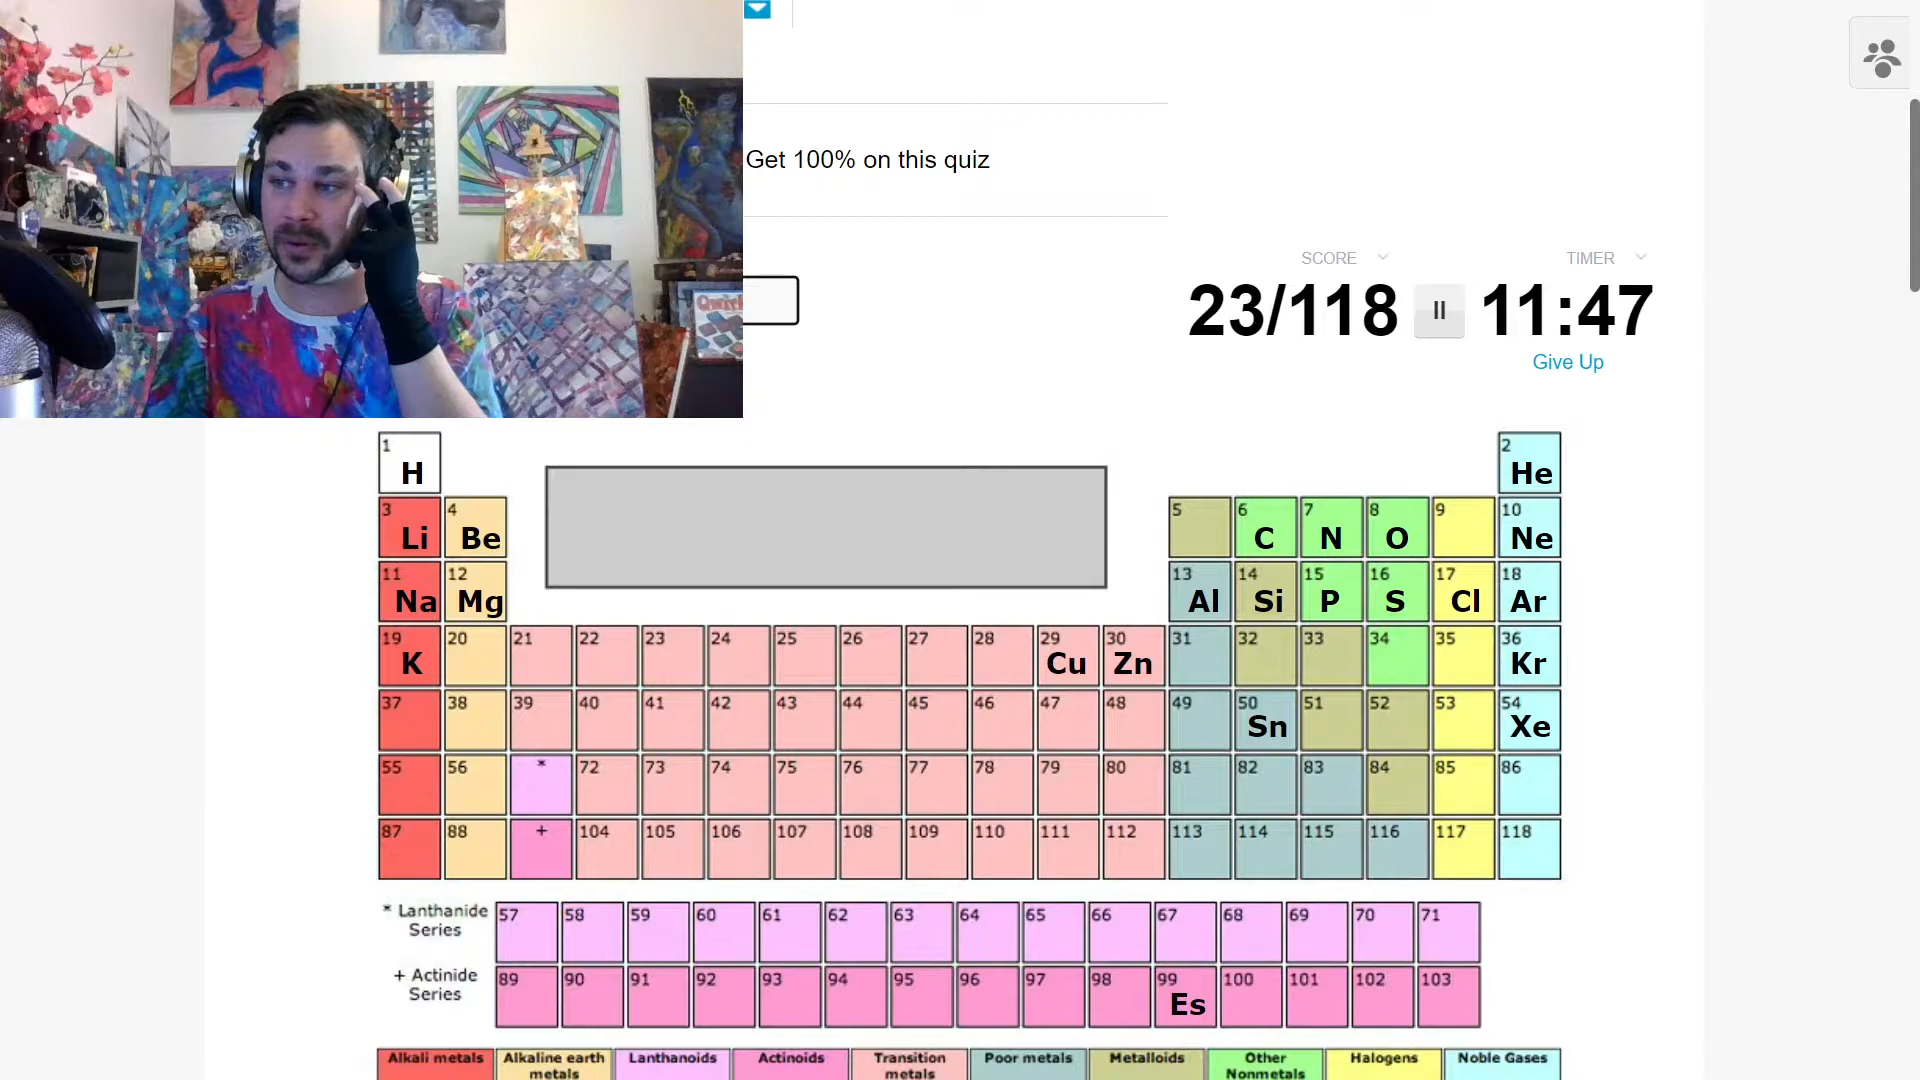 Get 100% on this quiz
SCORE
TIMER
23/118
11:47
Give Up
1
H
2
He
3
Li
4
Be
5
6
C
7
N
8
O
9
10
Ne
11
Na
12
Mg
13
Al
14
Si
15
P
16
S
17
Cl
18
Ar
19
K
20
21
22
23
24
25
26
27
28
29
Cu
30
Zn
31
32
33
34
35
36
Kr
37
38
39
40
41
42
43
44
45
46
47
48
49
50
Sn
51
52
53
54
Xe
55
56
*
72
73
74
75
76
77
78
79
80
81
82
83
84
85
86
87
88
+
104
105
106
107
108
109
110
111
112
113
114
115
116
117
118
* Lanthanide
Series
57
58
59
60
61
62
63
64
65
66
67
68
69
70
71
+ Actinide
Series
89
90
91
92
93
94
95
96
97
98
99
Es
100
101
102
103
Alkali metals
Alkaline earth
metals
Lanthanoids
Actinoids
Transition
metals
Poor metals
Metalloids
Other
Nonmetals
Halogens
Noble Gases
Qwirkle